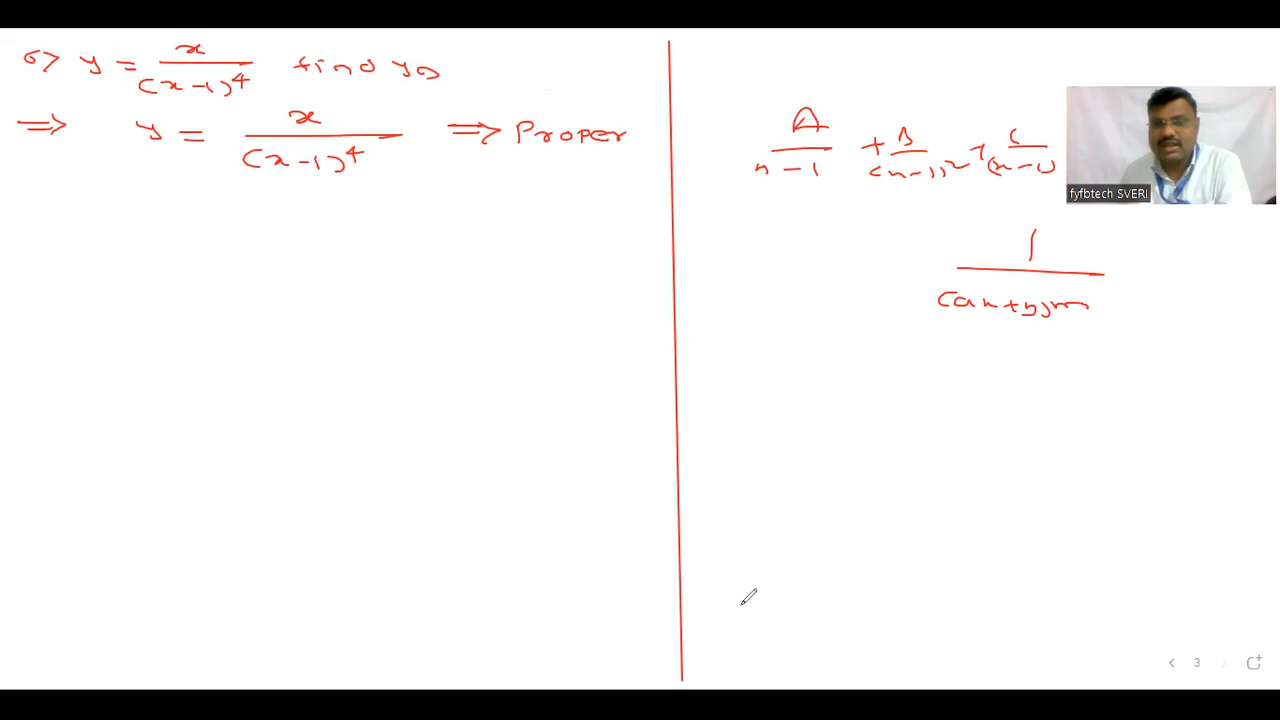 6> y = x/(x-1)^4 find yn
=> y = x/(x-1)^4 => Proper
A/x-1 + B/(x-1)^2 + C/(x-1)
1/(ax+b)^m
fyfbtech SVERI
3